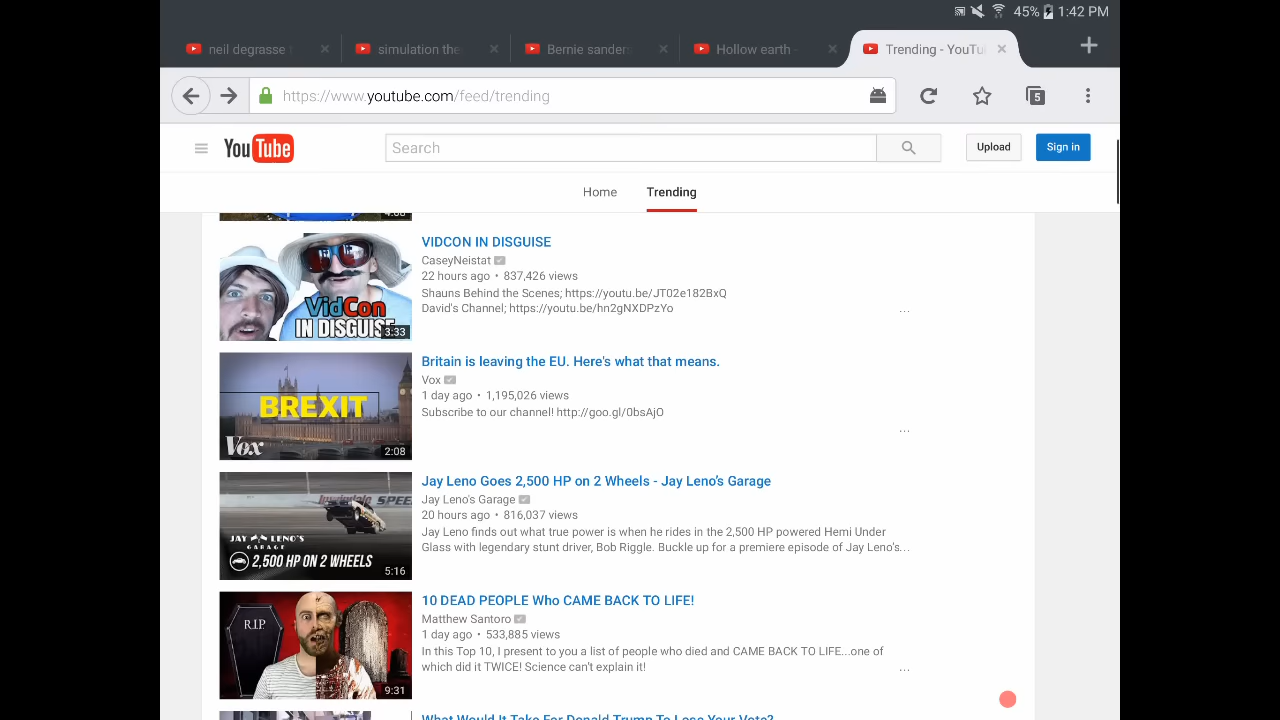 45% 1:42 PM
neil degrasse
simulation the
Bernie sander
Hollow earth -
Trending - YouTu
https://www.youtube.com/feed/trending
5
YouTube
Search
Upload
Sign in
Home
Trending
VIDCON IN DISGUISE
CaseyNeistat
22 hours ago • 837,426 views
Shauns Behind the Scenes; https://youtu.be/JT02e182BxQ
David's Channel; https://youtu.be/hn2gNXDPzYo
...
VidCon
IN DISGUISE
3:33
Britain is leaving the EU. Here's what that means.
Vox
1 day ago • 1,195,026 views
Subscribe to our channel! http://goo.gl/0bsAjO
...
BREXIT
Vox
2:08
Jay Leno Goes 2,500 HP on 2 Wheels - Jay Leno's Garage
Jay Leno's Garage
20 hours ago • 816,037 views
Jay Leno finds out what true power is when he rides in the 2,500 HP powered Hemi Under
Glass with legendary stunt driver, Bob Riggle. Buckle up for a premiere episode of Jay Leno's...
JAY LENO'S
GARAGE
2,500 HP ON 2 WHEELS
5:16
10 DEAD PEOPLE Who CAME BACK TO LIFE!
Matthew Santoro
1 day ago • 533,885 views
In this Top 10, I present to you a list of people who died and CAME BACK TO LIFE...one of
which did it TWICE! Science can't explain it!
...
RIP
9:31
What Would It Take For Donald Trump To Lose Your Vote?